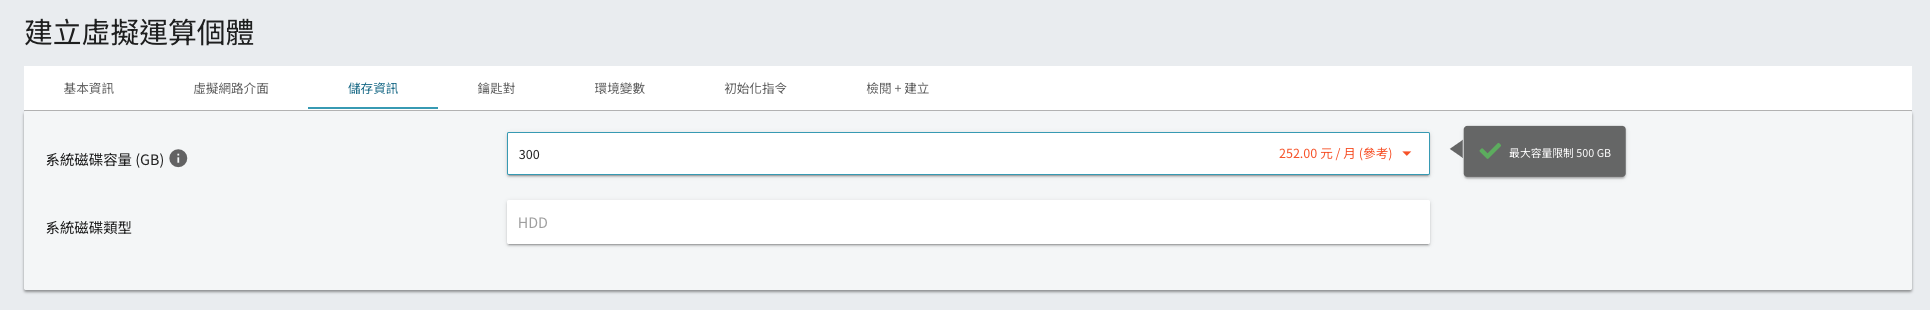 建立虛擬運算個體
基本資訊 虛擬網路介面 儲存資訊 鑰匙對 環境變數 初始化指令 檢閱 + 建立
系統磁碟容量 (GB) 300 252.00 元 / 月 (參考) 最大容量限制 500 GB
系統磁碟類型 HDD